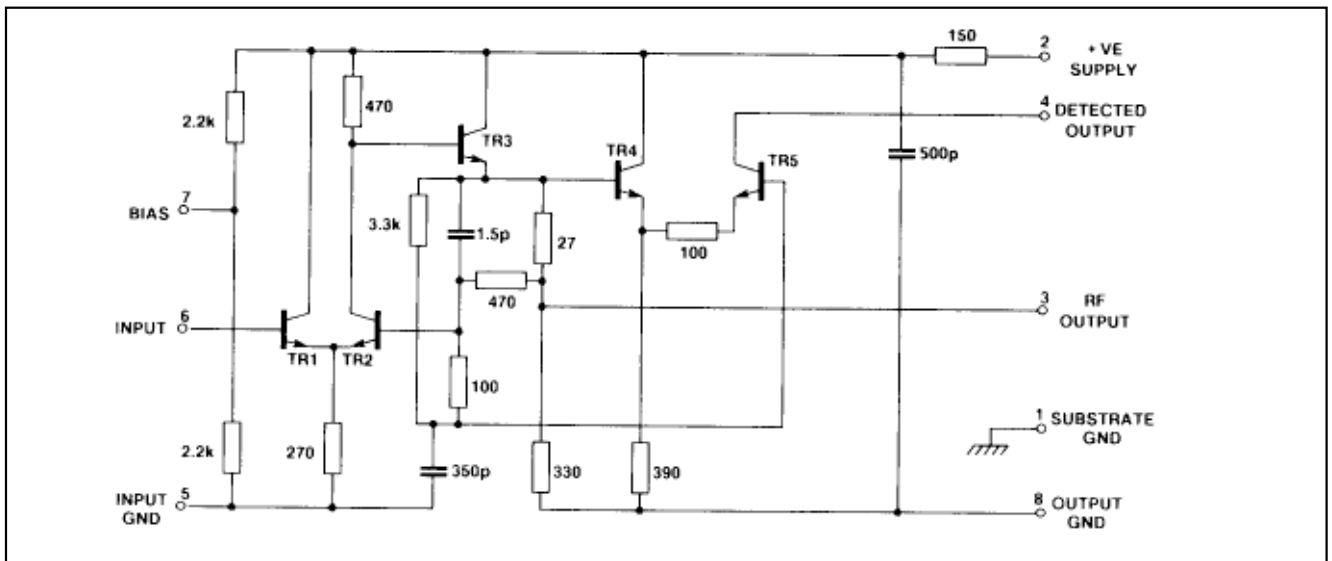 150
2
+ VE
SUPPLY
4
DETECTED
OUTPUT
470
2.2k
TR3
TR4
TR5
500p
7
BIAS
3.3k
1.5p
27
100
470
3
RF
OUTPUT
INPUT
6
TR1
TR2
100
1
SUBSTRATE
GND
2.2k
270
350p
330
390
INPUT
GND
5
8
OUTPUT
GND